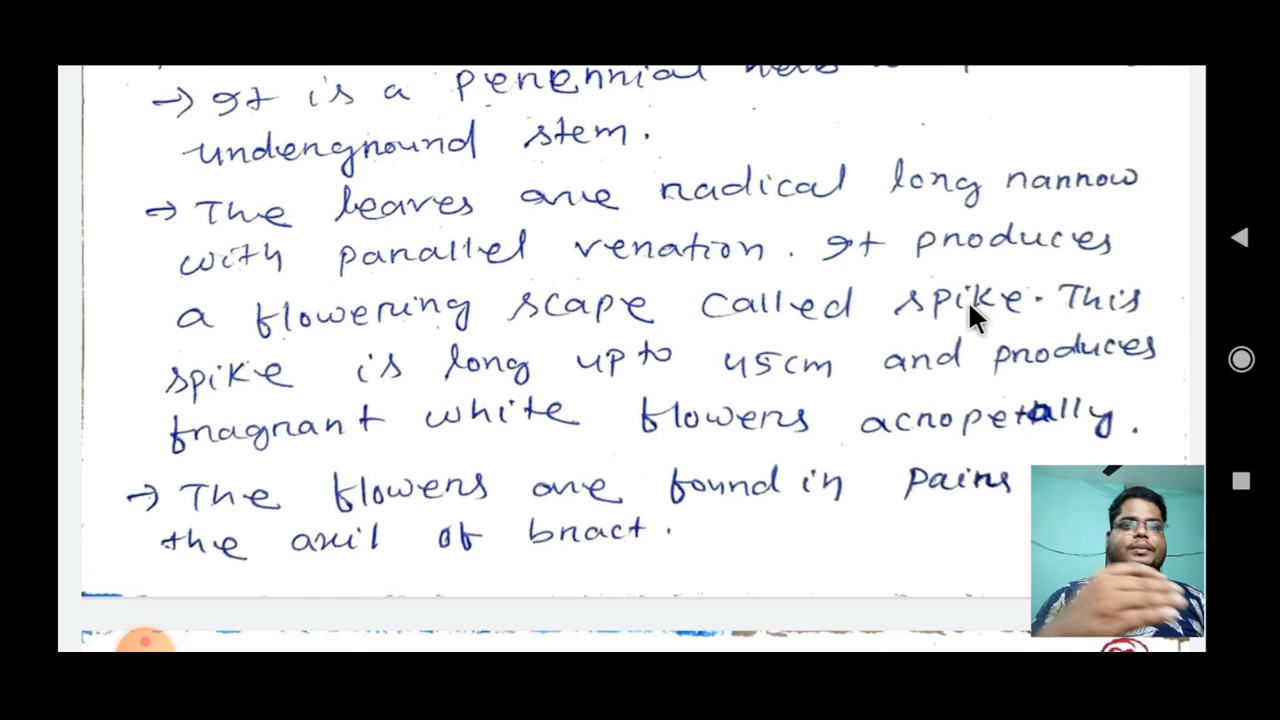 → It is a perennial herb
underground stem.
→ The leaves are radical long narrow
with parallel venation. It produces
a flowering scape called spike. This
spike is long up to 45cm and produces
fragrant white flowers acropetally.
→ The flowers are found in pairs
the axil of bract.